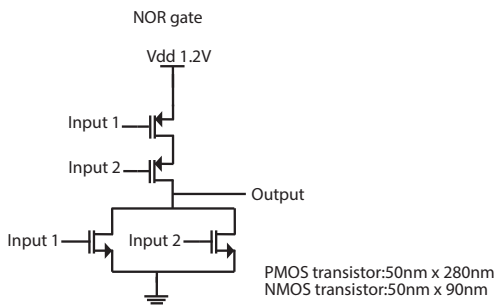 NOR gate
Vdd 1.2V
Input 1
Input 2
Output
Input 1
Input 2
PMOS transistor:50nm x 280nm
NMOS transistor:50nm x 90nm